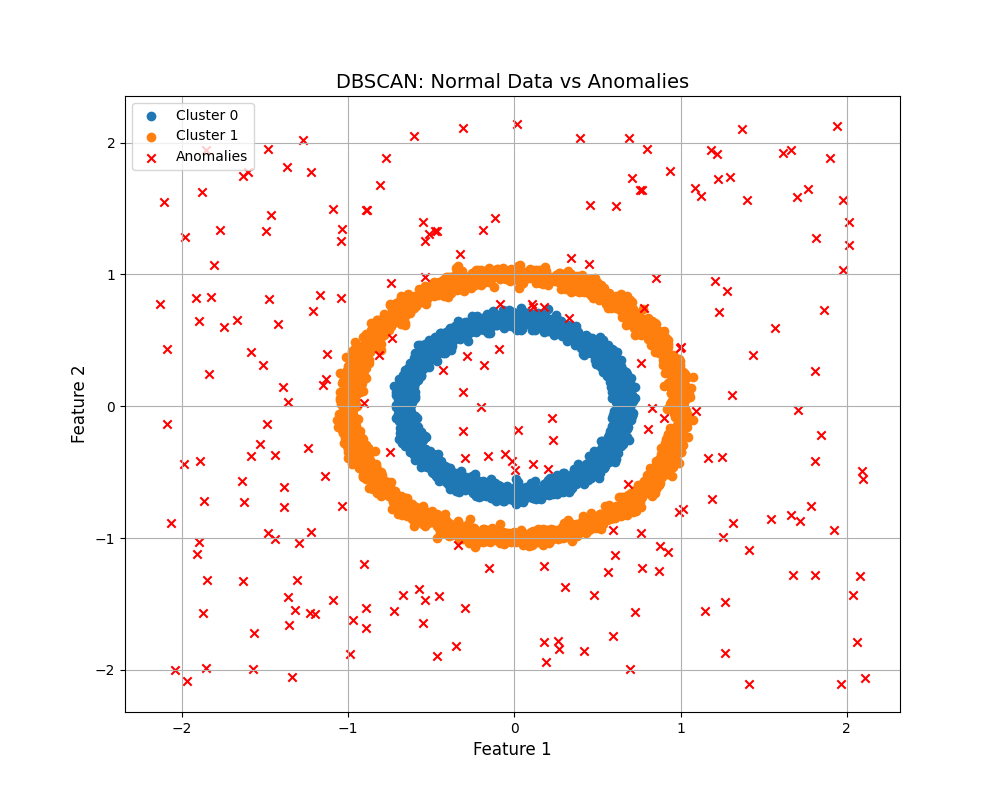 DBSCAN: Normal Data vs Anomalies
Cluster 0
Cluster 1
Anomalies
2
1
0
−1
−2
Feature 2
−2
−1
0
1
2
Feature 1